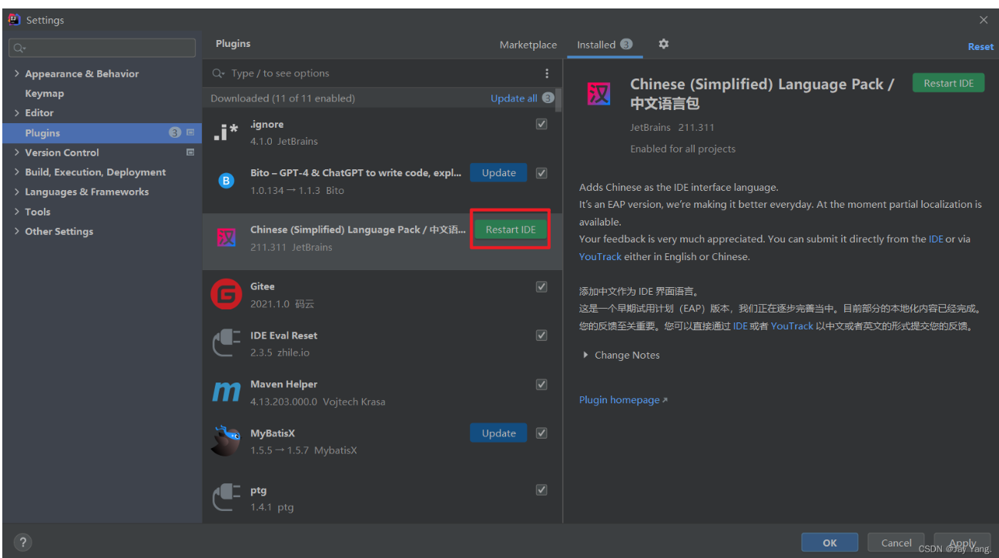 Settings
Plugins
Marketplace
Installed 3
Reset
Appearance & Behavior
Keymap
Editor
Plugins 3
Version Control
Build, Execution, Deployment
Languages & Frameworks
Tools
Other Settings
Type / to see options
Downloaded (11 of 11 enabled)
Update all 3
.i*
.ignore
4.1.0 JetBrains
B
Bito – GPT-4 & ChatGPT to write code, expl...
Update
1.0.134 → 1.1.3 Bito
汉
Chinese (Simplified) Language Pack / 中文语...
Restart IDE
211.311 JetBrains
G
Gitee
2021.1.0 码云
IDE Eval Reset
2.3.5 zhile.io
m
Maven Helper
4.13.203.000.0 Vojtech Krasa
MyBatisX
Update
1.5.5 → 1.5.7 MybatisX
ptg
1.4.1 ptg
汉
Chinese (Simplified) Language Pack /
中文语言包
Restart IDE
JetBrains 211.311
Enabled for all projects
Adds Chinese as the IDE interface language.
It's an EAP version, we're making it better everyday. At the moment partial localization is
available.
Your feedback is very much appreciated. You can submit it directly from the IDE or via
YouTrack either in English or Chinese.
添加中文作为 IDE 界面语言。
这是一个早期试用计划（EAP）版本，我们正在逐步完善当中。目前部分的本地化内容已经完成。
您的反馈至关重要。您可以直接通过 IDE 或者 YouTrack 以中文或者英文的形式提交您的反馈。
Change Notes
Plugin homepage ↗
?
OK
Cancel
Apply
CSDN @Jay Yang.